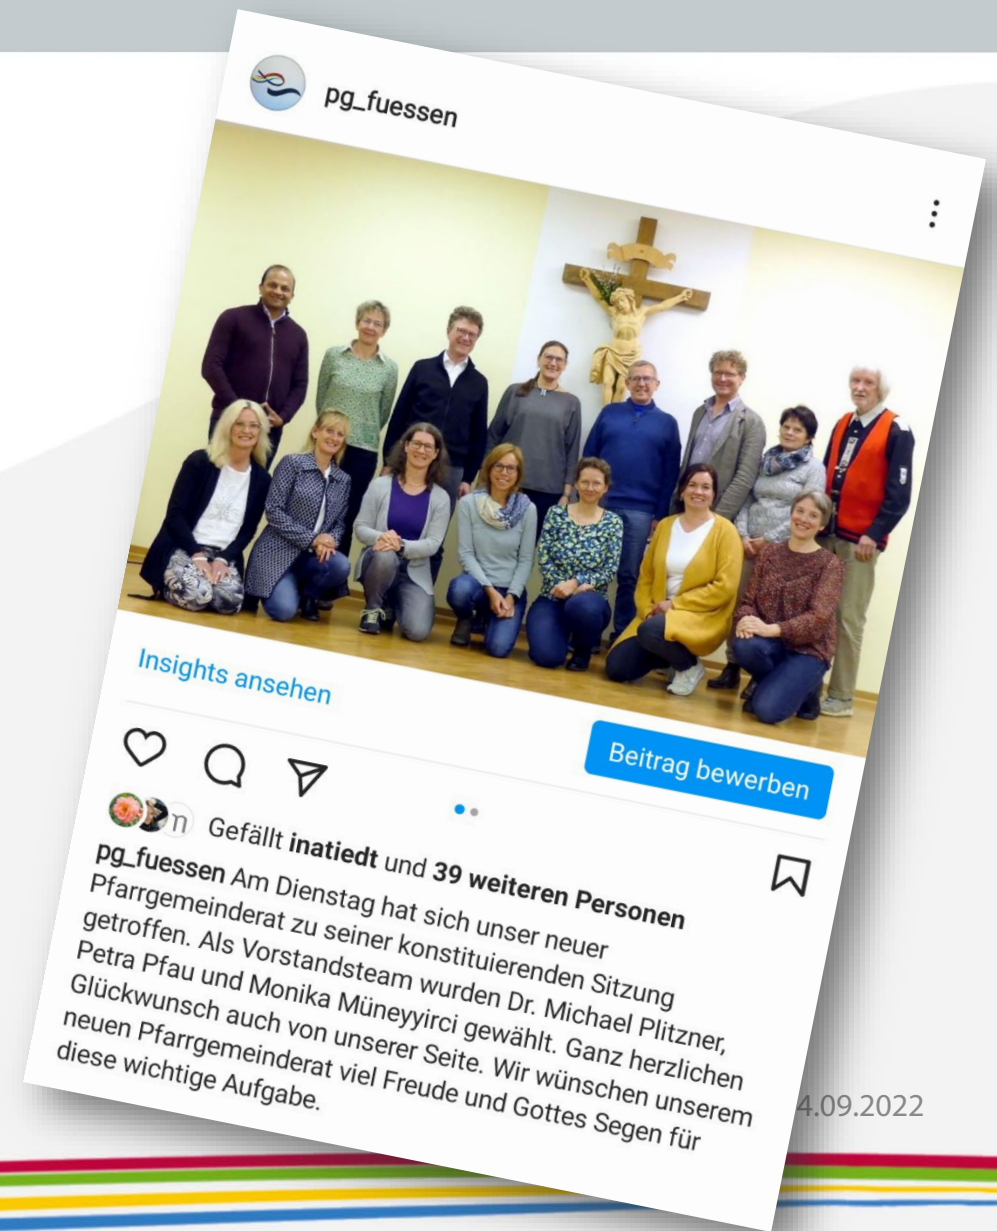 pg_fuessen
Insights ansehen
Beitrag bewerben
Gefällt inatiedt und 39 weiteren Personen
pg_fuessen Am Dienstag hat sich unser neuer
Pfarrgemeinderat zu seiner konstituierenden Sitzung
getroffen. Als Vorstandsteam wurden Dr. Michael Plitzner,
Petra Pfau und Monika Müneyyirci gewählt. Ganz herzlichen
Glückwunsch auch von unserer Seite. Wir wünschen unserem
neuen Pfarrgemeinderat viel Freude und Gottes Segen für
diese wichtige Aufgabe.
4.09.2022